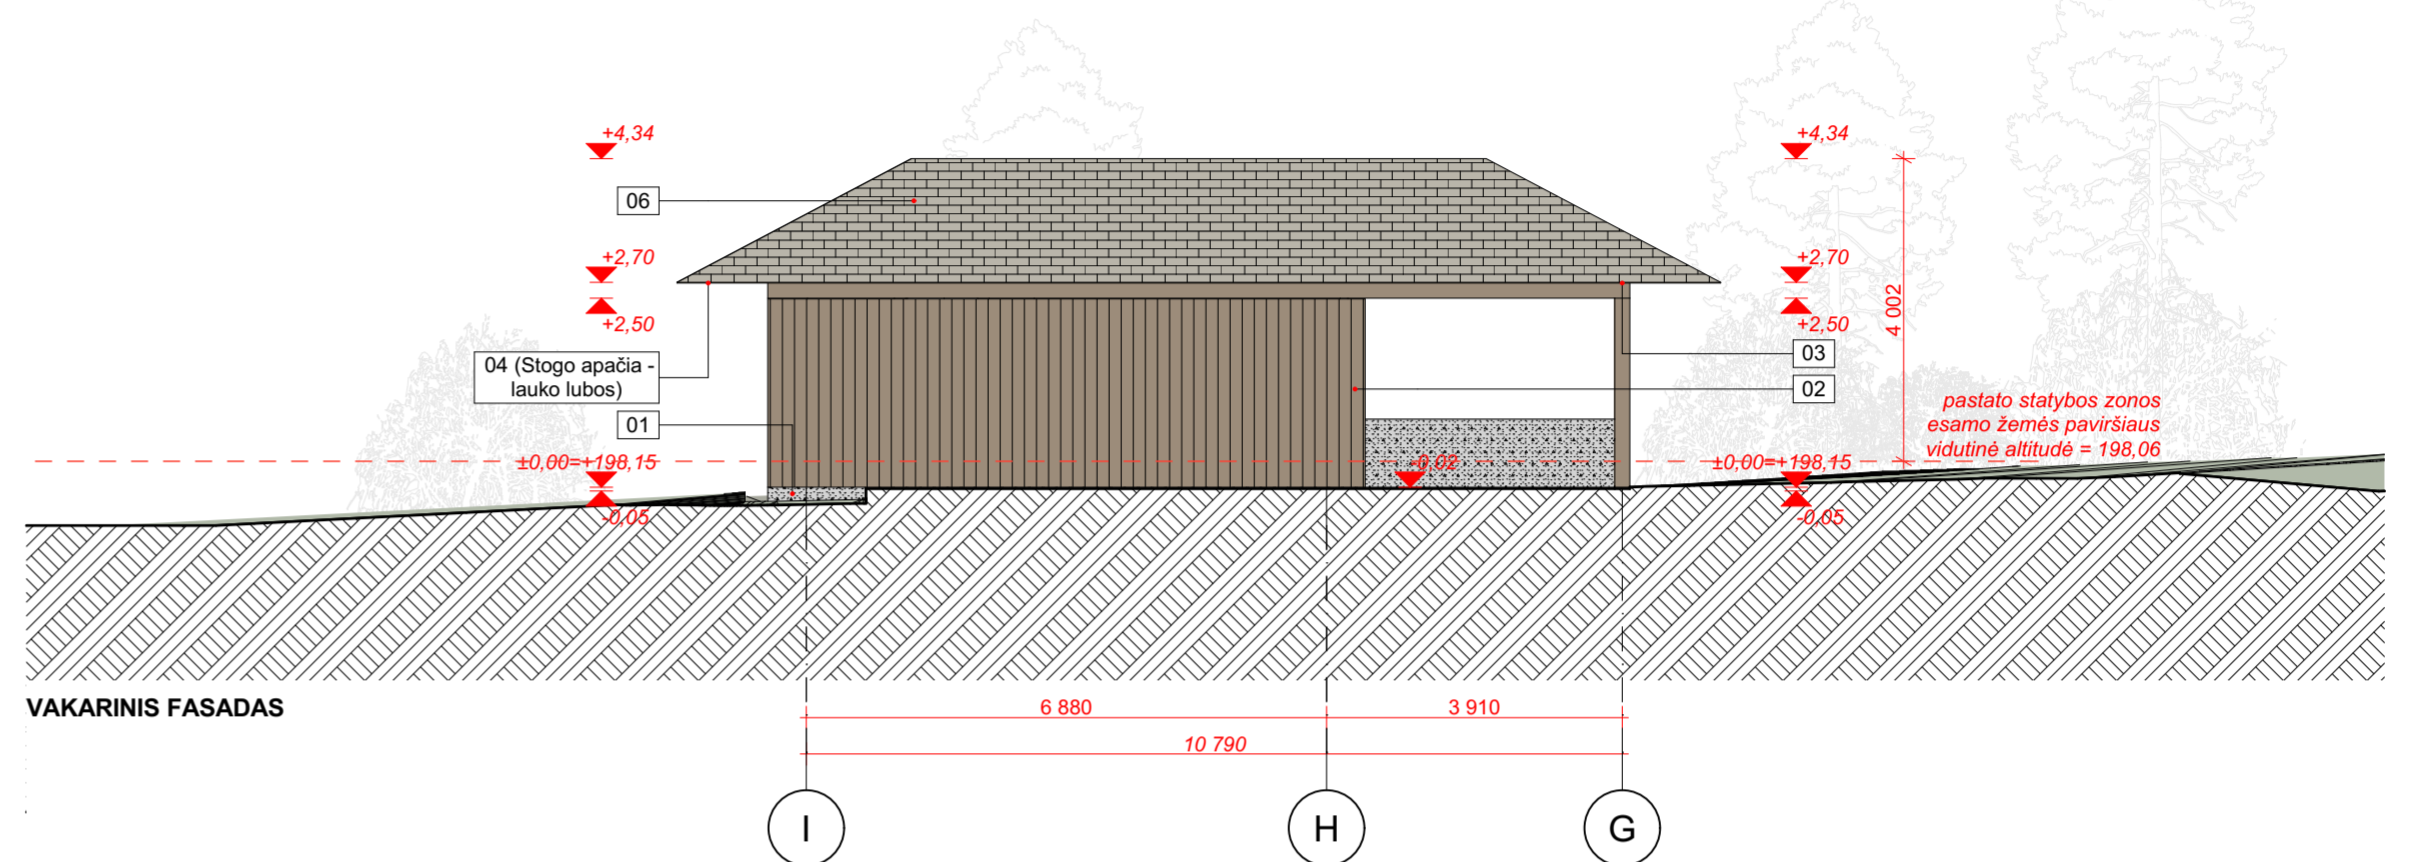 +4,34
+4,34
06
+2,70
+2,70
+2,50
+2,50
4 002
04 (Stogo apačia -
lauko lubos)
03
02
01
pastato statybos zonos
esamo žemės paviršiaus
vidutinė altitudė = 198,06
±0,00=+198,15
-0,02
±0,00=+198,15
-0,05
-0,05
VAKARINIS FASADAS
6 880
3 910
10 790
I
H
G